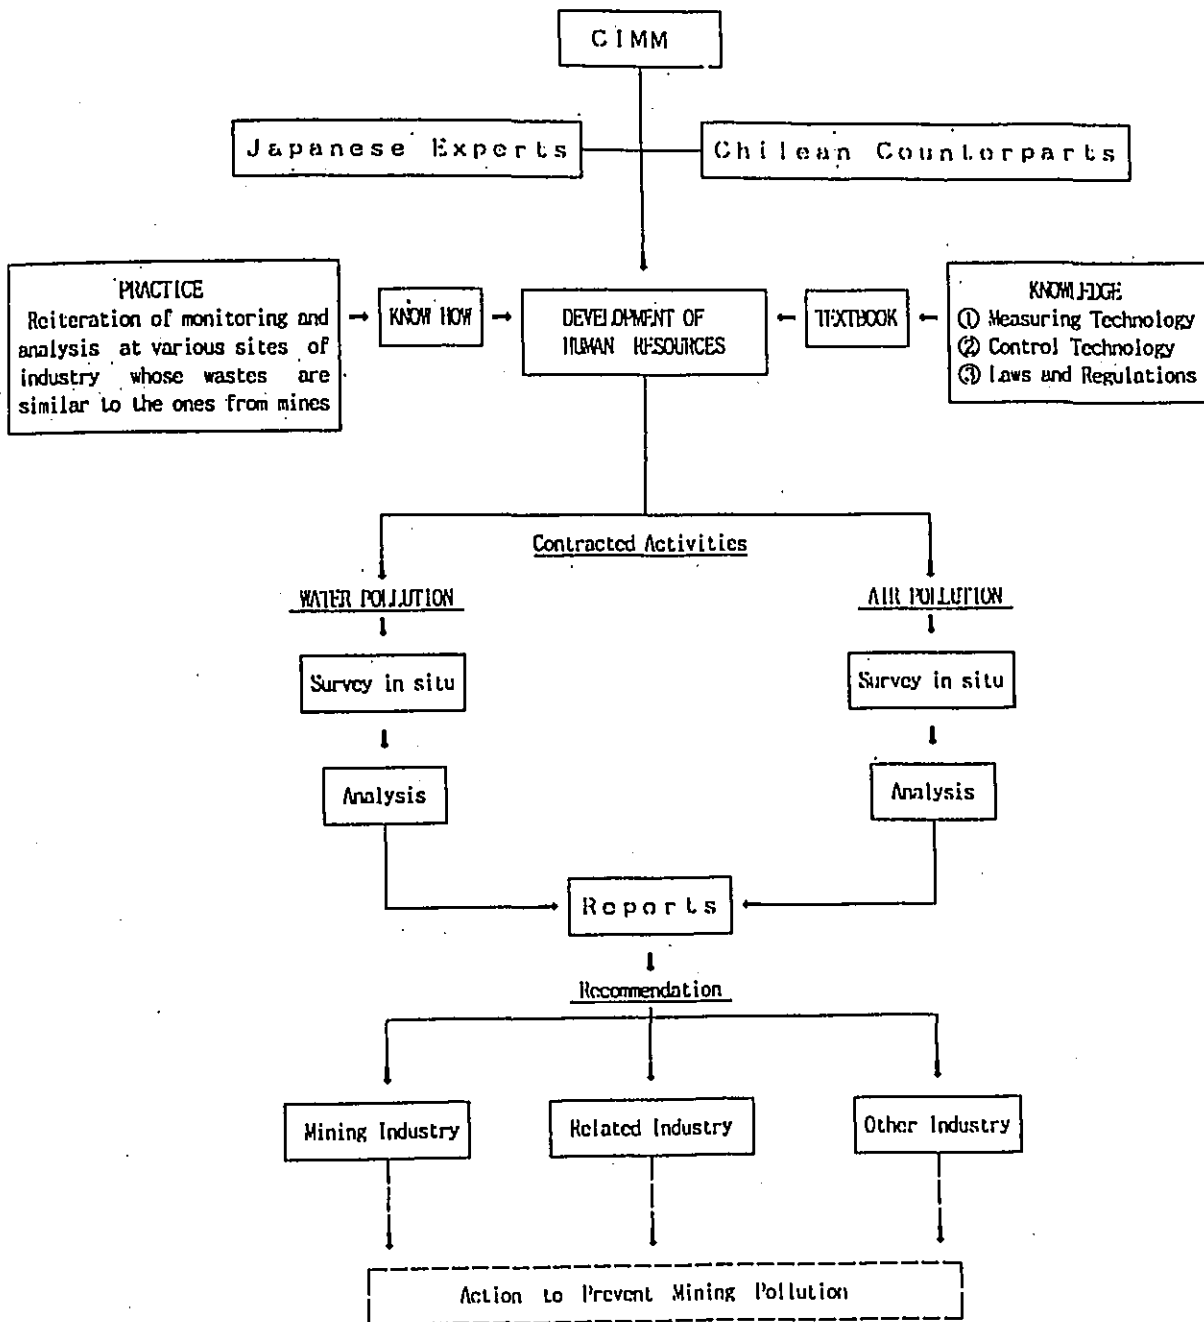 CIMM
Japanese Experts
Chilean Counterparts
PRACTICE
Reiteration of monitoring and
analysis at various sites of
industry whose wastes are
similar to the ones from mines
KNOW HOW
DEVELOPMENT OF
HUMAN RESOURCES
TEXTBOOK
KNOWLEDGE
① Measuring Technology
② Control Technology
③ Laws and Regulations
Contracted Activities
WATER POLLUTION
AIR POLLUTION
Survey in situ
Survey in situ
Analysis
Analysis
Reports
Recommendation
Mining Industry
Related Industry
Other Industry
Action to Prevent Mining Pollution